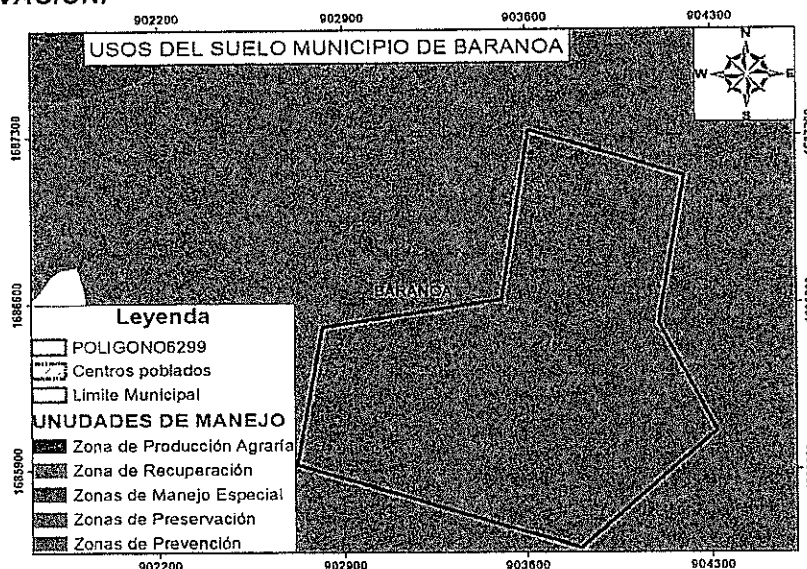 902200 902900 903600 904300
USOS DEL SUELO MUNICIPIO DE BARANOA
N
W E
S
1687300
BARANOA
1686600
Leyenda
POLIGONO6299
Centros poblados
Limite Municipal
UNUDADES DE MANEJO
Zona de Producción Agraria
Zona de Recuperación
Zonas de Manejo Especial
Zonas de Preservación
Zonas de Prevención
1685900
902200 902900 903600 904300